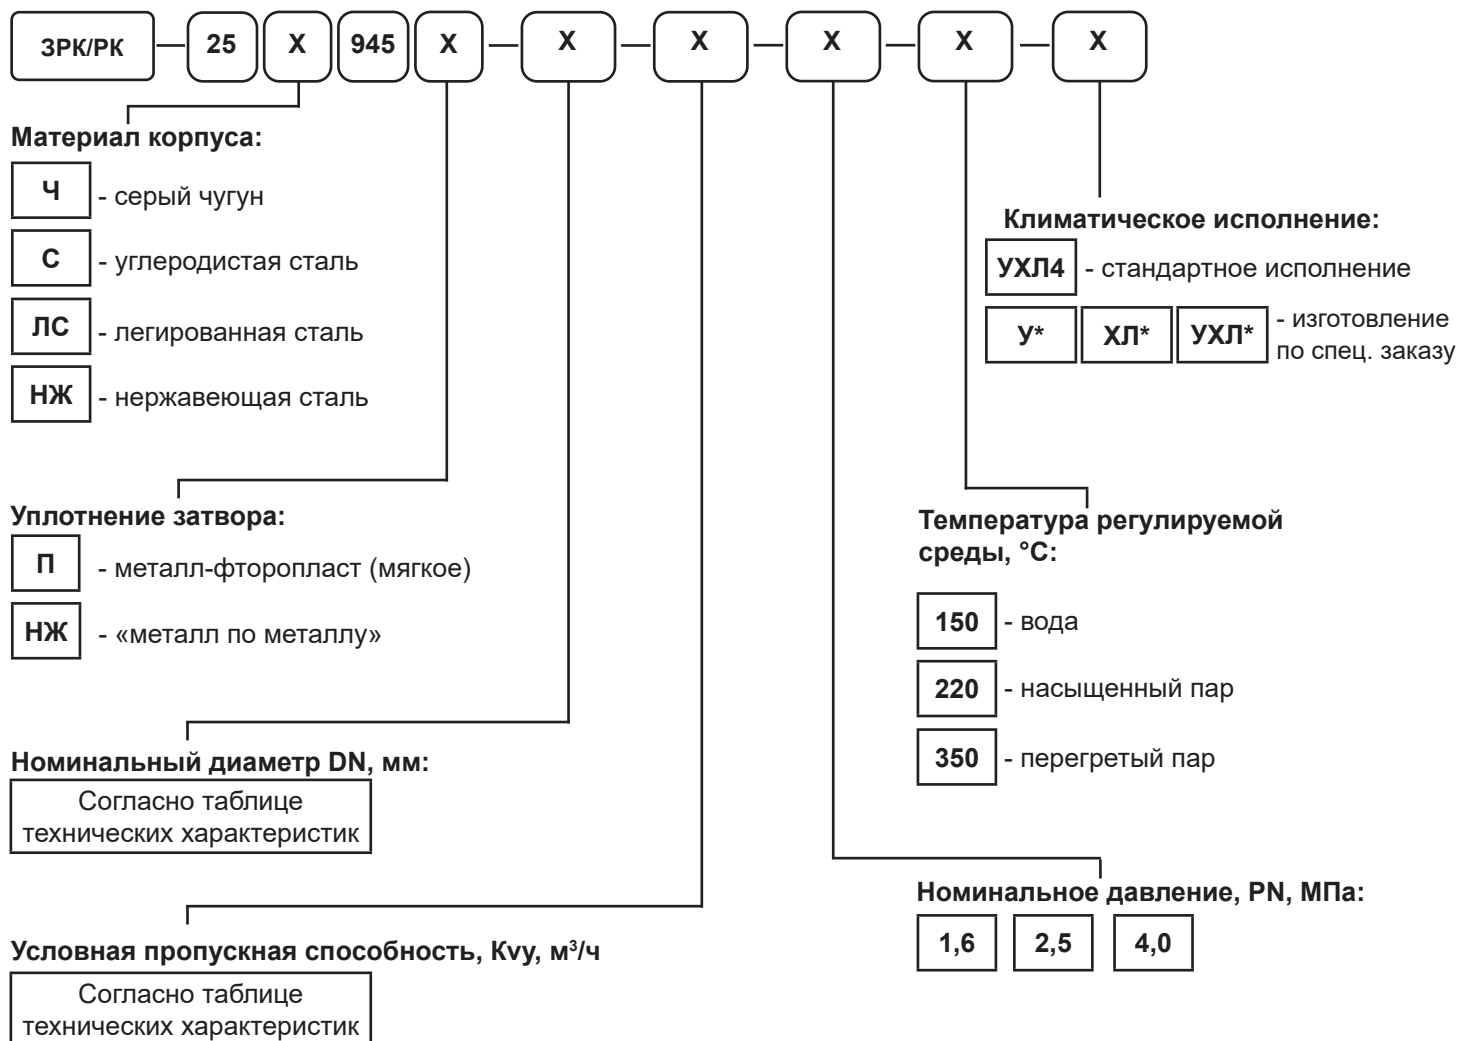 ЗРК/РК 25 Х 945 Х Х Х Х Х Х
Материал корпуса:
Ч - серый чугун
С - углеродистая сталь
ЛС - легированная сталь
НЖ - нержавеющая сталь
Уплотнение затвора:
П - металл-фторопласт (мягкое)
НЖ - «металл по металлу»
Номинальный диаметр DN, мм:
Согласно таблице
технических характеристик
Условная пропускная способность, Kvy, м³/ч
Согласно таблице
технических характеристик
Климатическое исполнение:
УХЛ4 - стандартное исполнение
У* ХЛ* УХЛ* - изготовление
по спец. заказу
Температура регулируемой
среды, °С:
150 - вода
220 - насыщенный пар
350 - перегретый пар
Номинальное давление, PN, МПа:
1,6 2,5 4,0